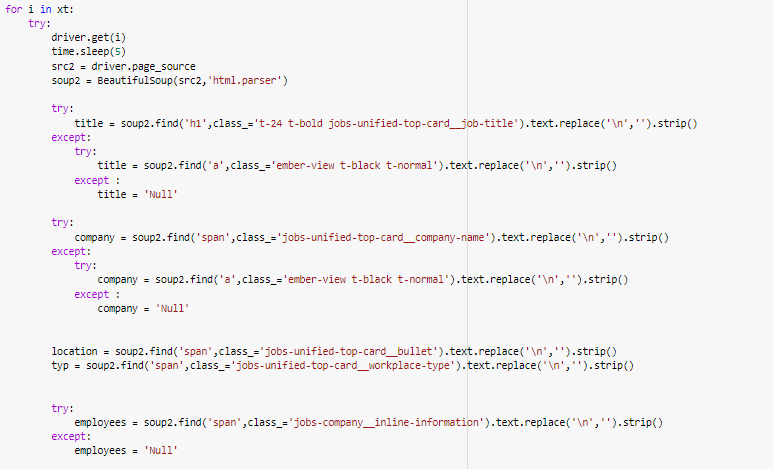 for i in xt:
    try:
        driver.get(i)
        time.sleep(5)
        src2 = driver.page_source
        soup2 = BeautifulSoup(src2,'html.parser')

        try:
            title = soup2.find('h1',class_='t-24 t-bold jobs-unified-top-card__job-title').text.replace('\n','').strip()
        except:
            try:
                title = soup2.find('a',class_='ember-view t-black t-normal').text.replace('\n','').strip()
            except :
                title = 'Null'

        try:
            company = soup2.find('span',class_='jobs-unified-top-card__company-name').text.replace('\n','').strip()
        except:
            try:
                company = soup2.find('a',class_='ember-view t-black t-normal').text.replace('\n','').strip()
            except :
                company = 'Null'


        location = soup2.find('span',class_='jobs-unified-top-card__bullet').text.replace('\n','').strip()
        typ = soup2.find('span',class_='jobs-unified-top-card__workplace-type').text.replace('\n','').strip()


        try:
            employees = soup2.find('span',class_='jobs-company__inline-information').text.replace('\n','').strip()
        except:
            employees = 'Null'